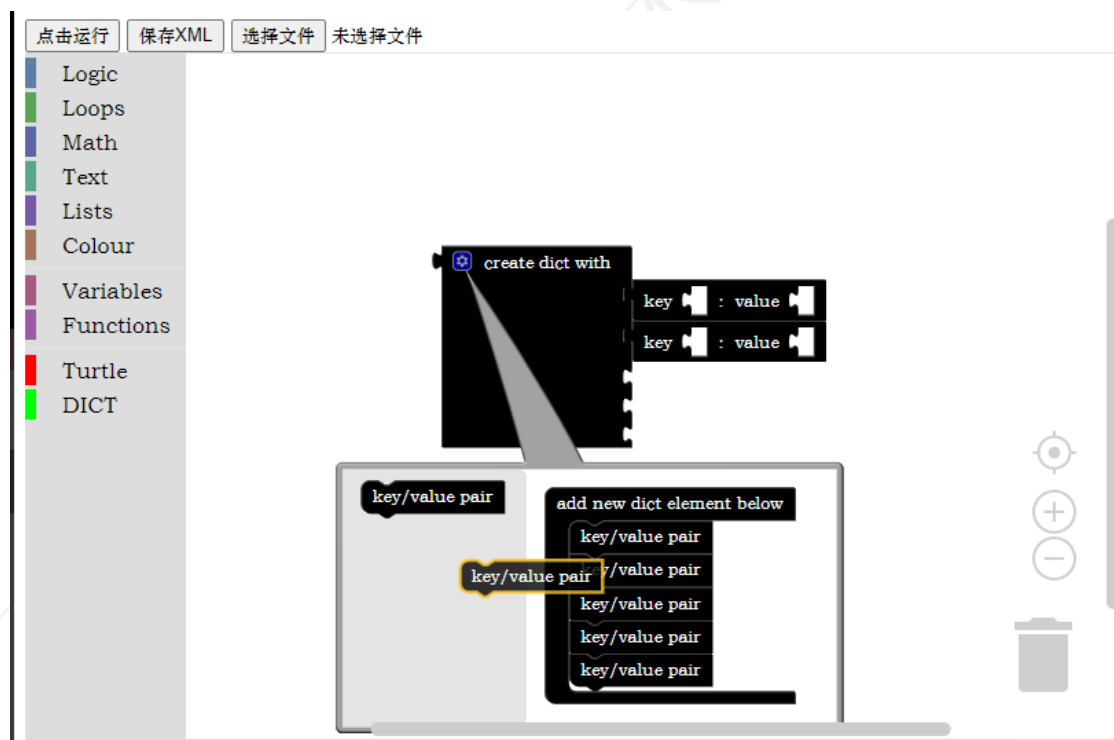 点击运行 保存XML 选择文件 未选择文件
Logic
Loops
Math
Text
Lists
Colour
Variables
Functions
Turtle
DICT
create dict with
key : value
key : value
key/value pair
key/value pair
add new dict element below
key/value pair
key/value pair
key/value pair
key/value pair
key/value pair